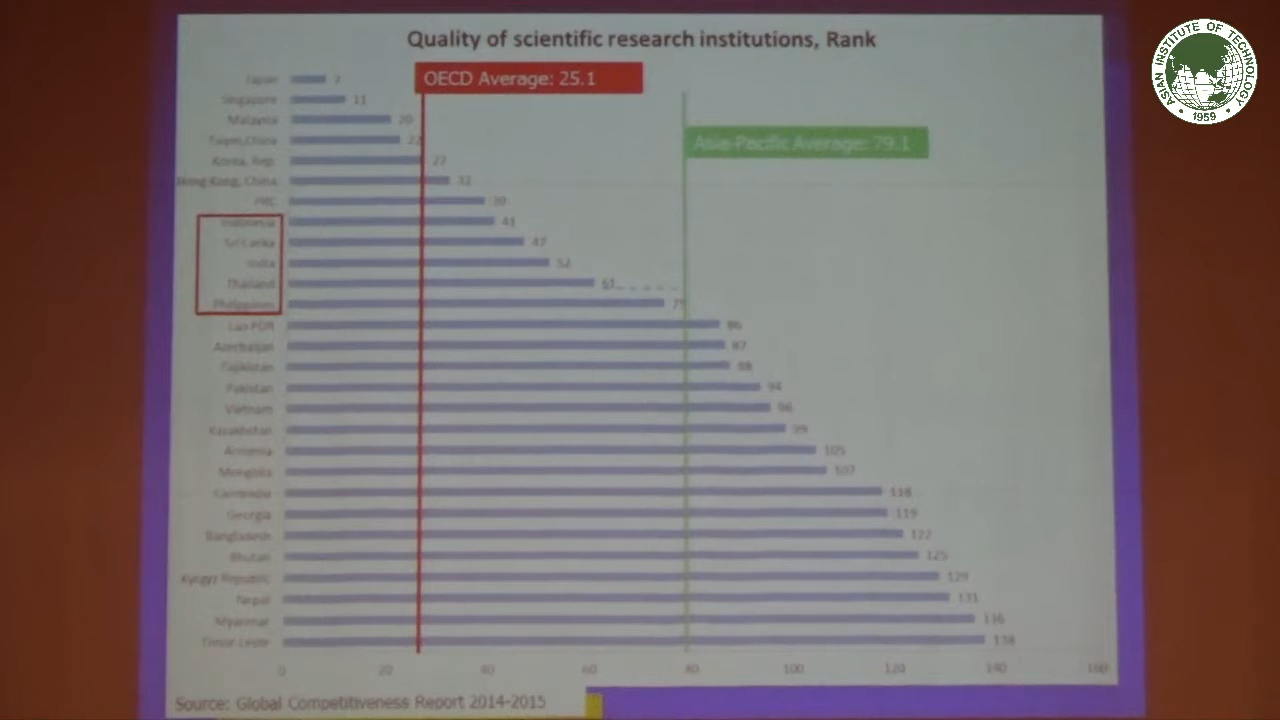 Quality of scientific research institutions, Rank
ASIAN INSTITUTE OF TECHNOLOGY
1959
OECD Average: 25.1
Asia-Pacific Average: 79.1
Japan 7
Singapore 11
Malaysia 20
Taipei,China 22
Korea, Rep. 27
Hong Kong, China 32
PRC 39
Indonesia 41
Sri Lanka 47
India 52
Thailand 61
Philippines 75
Lao PDR 86
Azerbaijan 87
Tajikistan 88
Pakistan 94
Vietnam 96
Kazakhstan 99
Armenia 105
Mongolia 107
Cambodia 118
Georgia 119
Bangladesh 122
Bhutan 125
Kyrgyz Republic 129
Nepal 131
Myanmar 136
Timor Leste 138
0 20 40 60 80 100 120 140 160
Source: Global Competitiveness Report 2014-2015